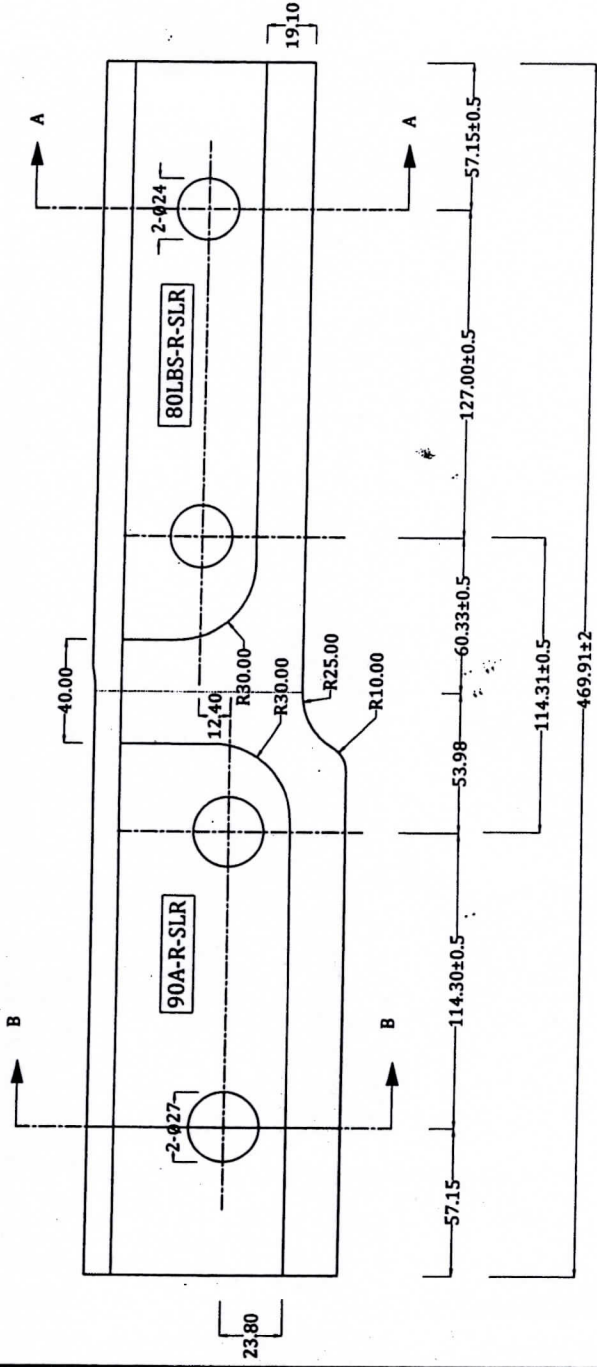 B
B
A
A
2-Ø27
2-Ø24
90A-R-SLR
80LBS-R-SLR
40.00
12.40
R30.00
R30.00
R25.00
R10.00
23.80
19.10
57.15
114.30±0.5
53.98
60.33±0.5
127.00±0.5
57.15±0.5
114.31±0.5
469.91±2